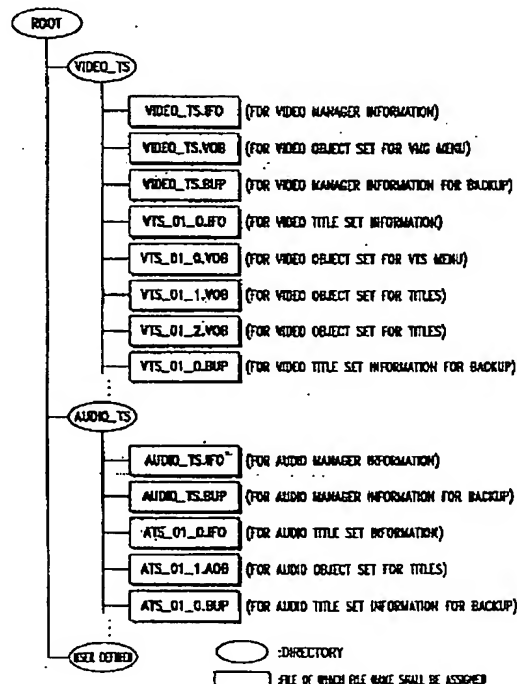 ROOT
VIDEO_TS
VIDEO_TS.IFO (FOR VIDEO MANAGER INFORMATION)
VIDEO_TS.VOB (FOR VIDEO OBJECT SET FOR VMG MENU)
VIDEO_TS.BUP (FOR VIDEO MANAGER INFORMATION FOR BACKUP)
VTS_01_0.IFO (FOR VIDEO TITLE SET INFORMATION)
VTS_01_0.VOB (FOR VIDEO OBJECT SET FOR VTS MENU)
VTS_01_1.VOB (FOR VIDEO OBJECT SET FOR TITLES)
VTS_01_2.VOB (FOR VIDEO OBJECT SET FOR TITLES)
VTS_01_0.BUP (FOR VIDEO TITLE SET INFORMATION FOR BACKUP)
AUDIO_TS
AUDIO_TS.IFO (FOR AUDIO MANAGER INFORMATION)
AUDIO_TS.BUP (FOR AUDIO MANAGER INFORMATION FOR BACKUP)
ATS_01_0.IFO (FOR AUDIO TITLE SET INFORMATION)
ATS_01_1.AOB (FOR AUDIO OBJECT SET FOR TITLES)
ATS_01_0.BUP (FOR AUDIO TITLE SET INFORMATION FOR BACKUP)
USER DEFINED
:DIRECTORY
:FILE OF WHICH FILE NAME SHALL BE ASSIGNED